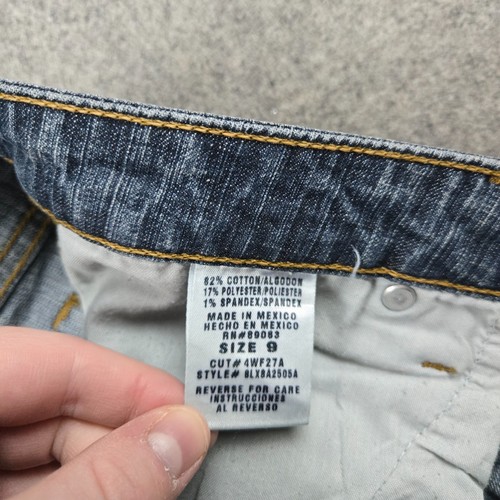 82% COTTON/ALGODON
17% POLYESTER/POLIESTER
1% SPANDEX/SPANDEX
MADE IN MEXICO
HECHO EN MEXICO
RN#89063
SIZE 9
CUT# 4WF27A
STYLE# BLXBA2505A
REVERSE FOR CARE
INSTRUCCIONES
AL REVERSO